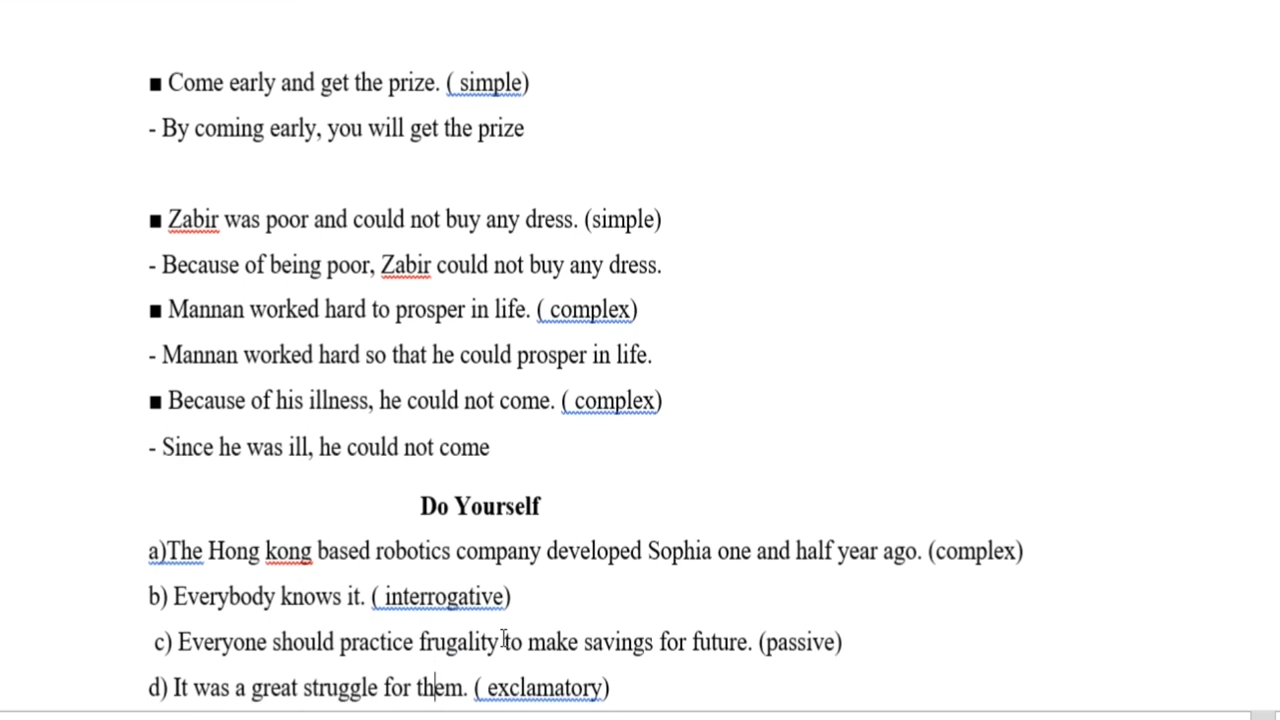 ■ Come early and get the prize. ( simple)
- By coming early, you will get the prize
■ Zabir was poor and could not buy any dress. (simple)
- Because of being poor, Zabir could not buy any dress.
■ Mannan worked hard to prosper in life. ( complex)
- Mannan worked hard so that he could prosper in life.
■ Because of his illness, he could not come. ( complex)
- Since he was ill, he could not come
Do Yourself
a)The Hong kong based robotics company developed Sophia one and half year ago. (complex)
b) Everybody knows it. ( interrogative)
c) Everyone should practice frugality to make savings for future. (passive)
d) It was a great struggle for them. ( exclamatory)